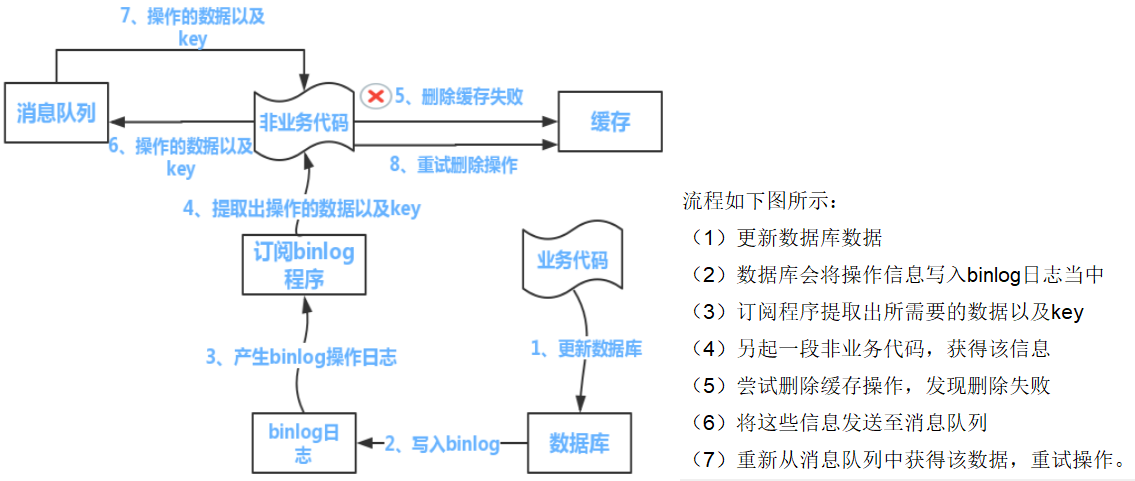 7、操作的数据以及
key
消息队列
非业务代码
5、删除缓存失败
缓存
6、操作的数据以及
key
8、重试删除操作
4、提取出操作的数据以及key
订阅binlog
程序
业务代码
3、产生binlog操作日志
1、更新数据库
binlog日
志
2、写入binlog
数据库
流程如下图所示：
（1）更新数据库数据
（2）数据库会将操作信息写入binlog日志当中
（3）订阅程序提取出所需要的数据以及key
（4）另起一段非业务代码，获得该信息
（5）尝试删除缓存操作，发现删除失败
（6）将这些信息发送至消息队列
（7）重新从消息队列中获得该数据，重试操作。